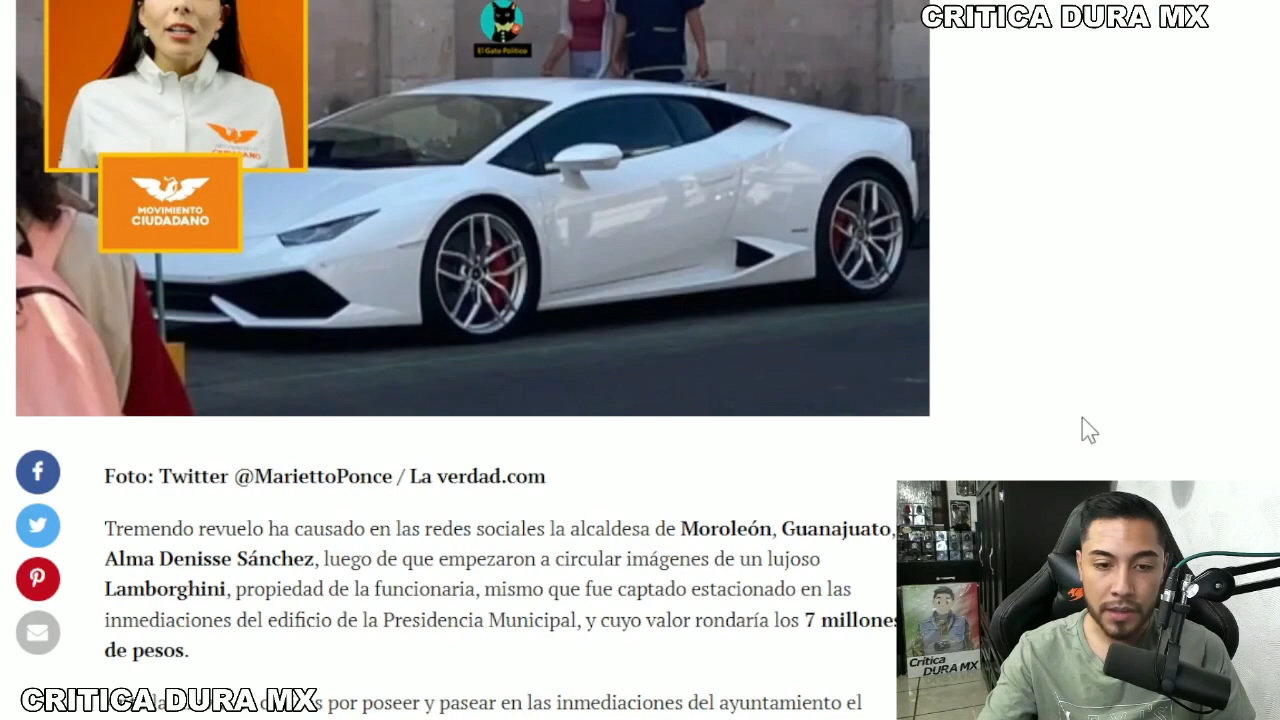 CRITICA DURA MX
El Gato Político
MOVIMIENTO
CIUDADANO
MOVIMIENTO
CIUDADANO
Foto: Twitter @MariettoPonce / La verdad.com
Tremendo revuelo ha causado en las redes sociales la alcaldesa de Moroleón, Guanajuato,
Alma Denisse Sánchez, luego de que empezaron a circular imágenes de un lujoso
Lamborghini, propiedad de la funcionaria, mismo que fue captado estacionado en las
inmediaciones del edificio de la Presidencia Municipal, y cuyo valor rondaría los 7 millones
de pesos.
Critica
DURA MX
CRITICA DURA MX
por poseer y pasear en las inmediaciones del ayuntamiento el